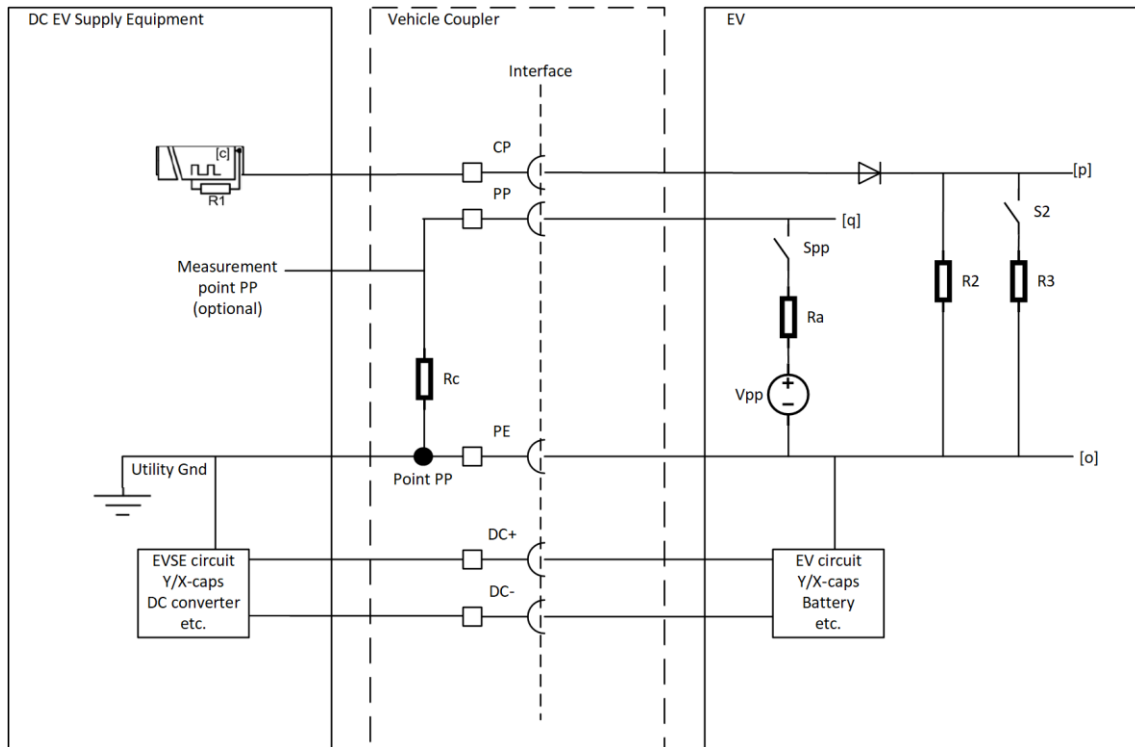 DC EV Supply Equipment
Vehicle Coupler
EV
Interface
[c]
R1
CP
[p]
PP
[q]
S2
Spp
Measurement
point PP
(optional)
R2
R3
Ra
Rc
Vpp
+
−
PE
Utility Gnd
Point PP
[o]
DC+
EVSE circuit
Y/X-caps
DC converter
etc.
EV circuit
Y/X-caps
Battery
etc.
DC-